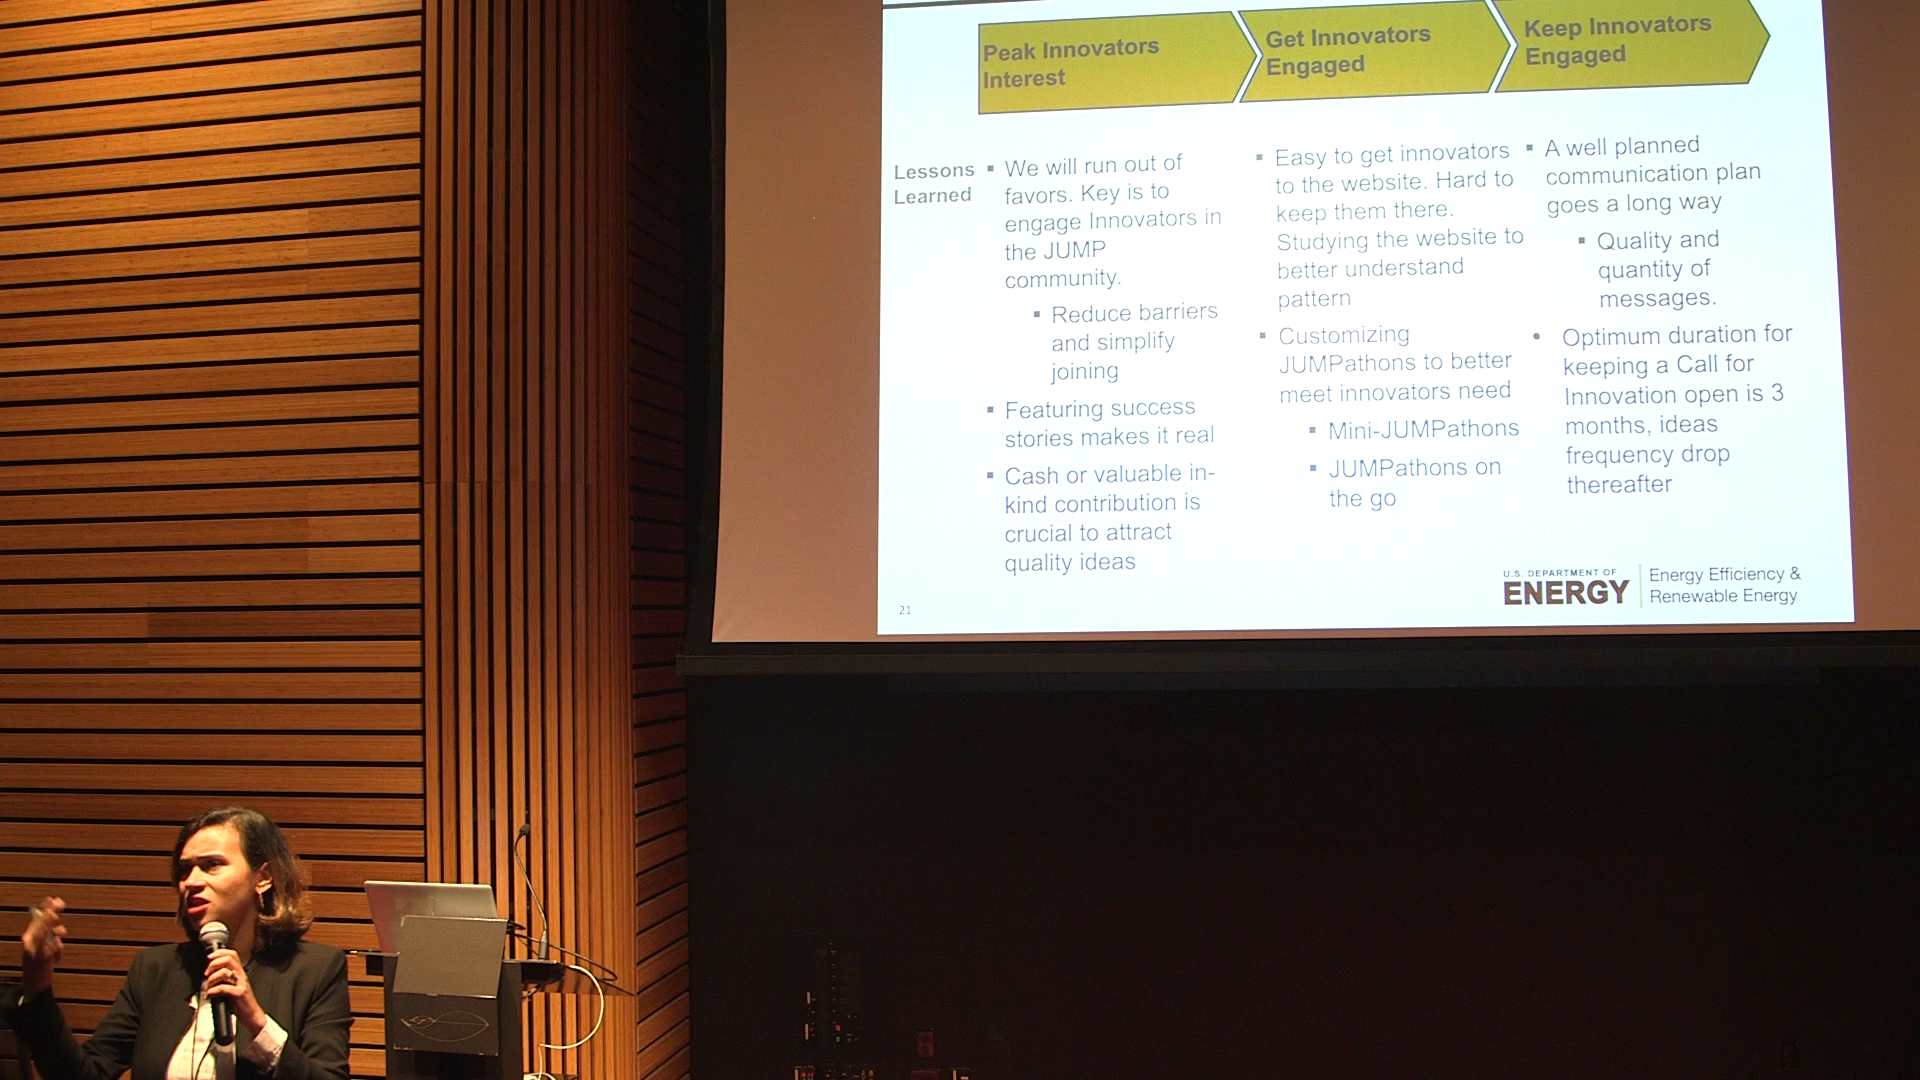 Peak Innovators
Interest
Get Innovators
Engaged
Keep Innovators
Engaged
Lessons
Learned
▪ We will run out of
favors. Key is to
engage Innovators in
the JUMP
community.
▪ Reduce barriers
and simplify
joining
▪ Featuring success
stories makes it real
▪ Cash or valuable in-
kind contribution is
crucial to attract
quality ideas
▪ Easy to get innovators
to the website. Hard to
keep them there.
Studying the website to
better understand
pattern
▪ Customizing
JUMPathons to better
meet innovators need
▪ Mini-JUMPathons
▪ JUMPathons on
the go
▪ A well planned
communication plan
goes a long way
▪ Quality and
quantity of
messages.
• Optimum duration for
keeping a Call for
Innovation open is 3
months, ideas
frequency drop
thereafter
21
U.S. DEPARTMENT OF
ENERGY
Energy Efficiency &
Renewable Energy